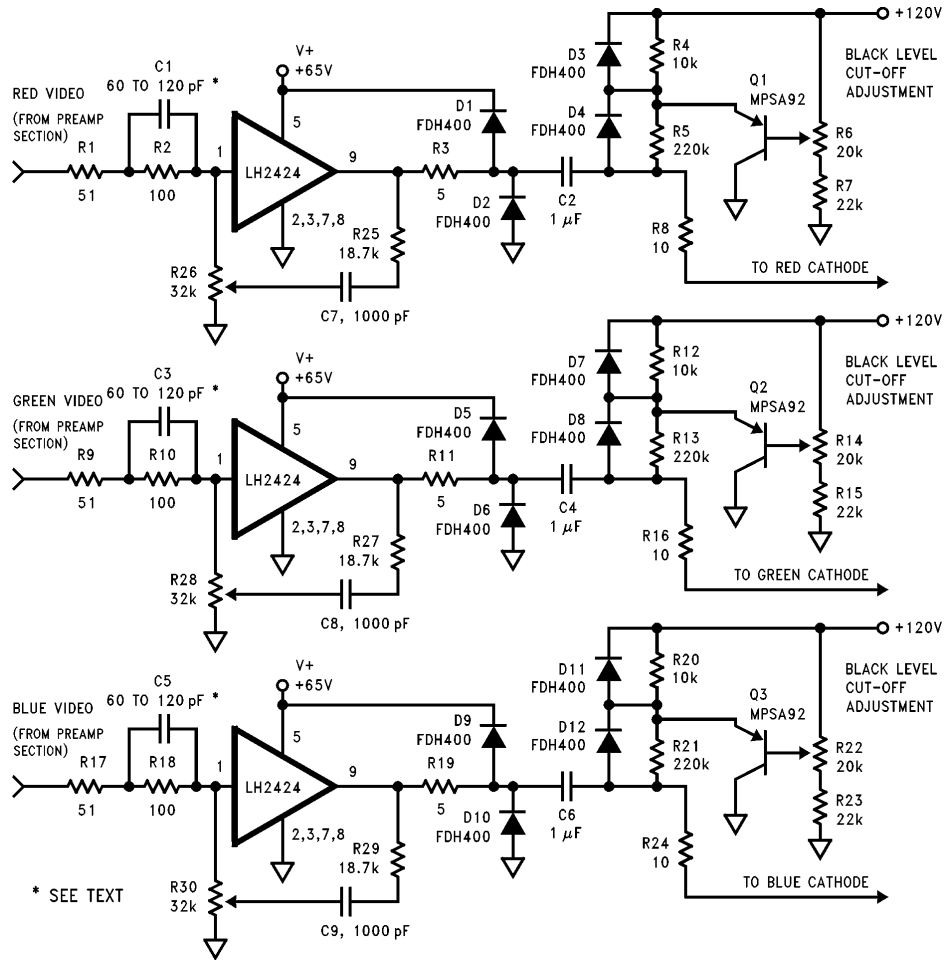 +120V
V+
+65V
C1
60 TO 120 pF *
RED VIDEO
(FROM PREAMP
SECTION)
R1
51
R2
100
1
5
LH2424
9
2,3,7,8
D1
FDH400
R3
5
D2
FDH400
C2
1 μF
D3
FDH400
D4
FDH400
R4
10k
R5
220k
Q1
MPSA92
BLACK LEVEL
CUT-OFF
ADJUSTMENT
R6
20k
R7
22k
R8
10
R25
18.7k
R26
32k
C7, 1000 pF
TO RED CATHODE
+120V
V+
+65V
C3
60 TO 120 pF *
GREEN VIDEO
(FROM PREAMP
SECTION)
R9
51
R10
100
1
5
LH2424
9
2,3,7,8
D5
FDH400
R11
5
D6
FDH400
C4
1 μF
D7
FDH400
D8
FDH400
R12
10k
R13
220k
Q2
MPSA92
BLACK LEVEL
CUT-OFF
ADJUSTMENT
R14
20k
R15
22k
R16
10
R27
18.7k
R28
32k
C8, 1000 pF
TO GREEN CATHODE
+120V
V+
+65V
C5
60 TO 120 pF *
BLUE VIDEO
(FROM PREAMP
SECTION)
R17
51
R18
100
1
5
LH2424
9
2,3,7,8
D9
FDH400
R19
5
D10
FDH400
C6
1 μF
D11
FDH400
D12
FDH400
R20
10k
R21
220k
Q3
MPSA92
BLACK LEVEL
CUT-OFF
ADJUSTMENT
R22
20k
R23
22k
R24
10
R29
18.7k
R30
32k
C9, 1000 pF
TO BLUE CATHODE
* SEE TEXT